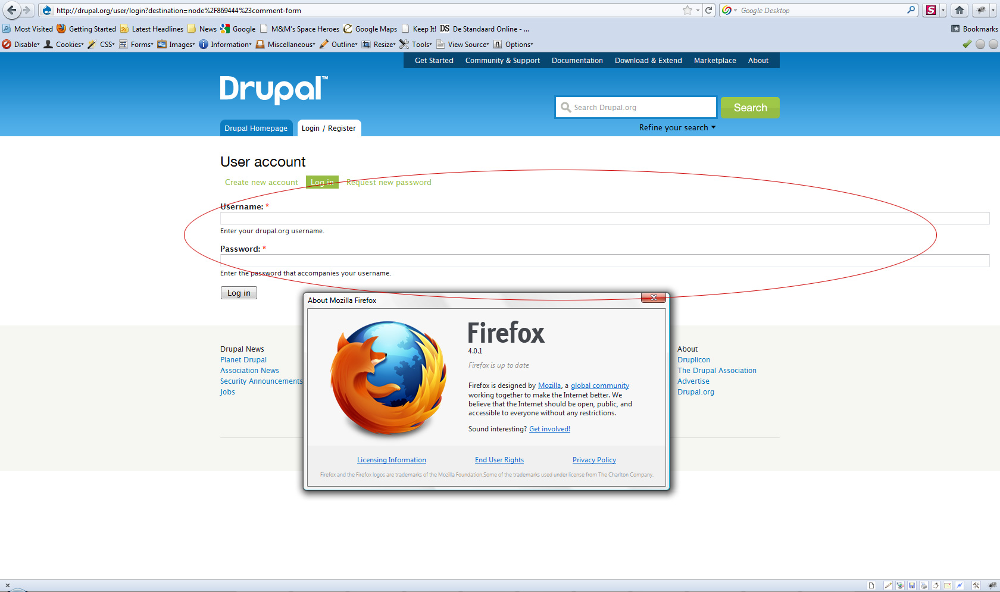 http://drupal.org/user/login?destination=node%2F869444%23comment-form
Google Desktop
Most Visited Getting Started Latest Headlines News Google M&M's Space Heroes Google Maps Keep It! DS De Standaard Online - ... Bookmarks
Disable Cookies CSS Forms Images Information Miscellaneous Outline Resize Tools View Source Options
Get Started Community & Support Documentation Download & Extend Marketplace About
Drupal™
Search Drupal.org Search
Drupal Homepage Login / Register Refine your search
User account
Create new account Log in Request new password
Username: *
Enter your drupal.org username.
Password: *
Enter the password that accompanies your username.
Log in
About Mozilla Firefox
Firefox
4.0.1
Firefox is up to date
Firefox is designed by Mozilla, a global community
working together to make the Internet better. We
believe that the Internet should be open, public, and
accessible to everyone without any restrictions.
Sound interesting? Get involved!
Licensing Information End User Rights Privacy Policy
Firefox and the Firefox logos are trademarks of the Mozilla Foundation.Some of the trademarks used under license from The Charlton Company.
Drupal News
Planet Drupal
Association News
Security Announcements
Jobs
About
Druplicon
The Drupal Association
Advertise
Drupal.org